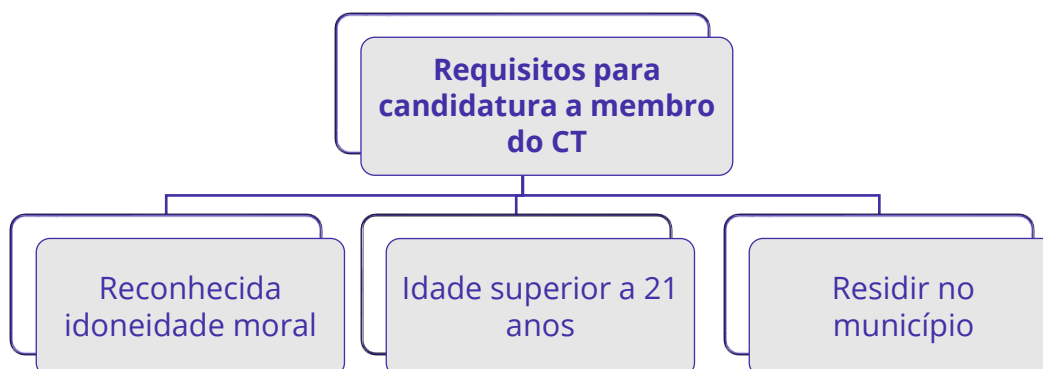 Requisitos para
candidatura a membro
do CT
Reconhecida
idoneidade moral
Idade superior a 21
anos
Residir no
município